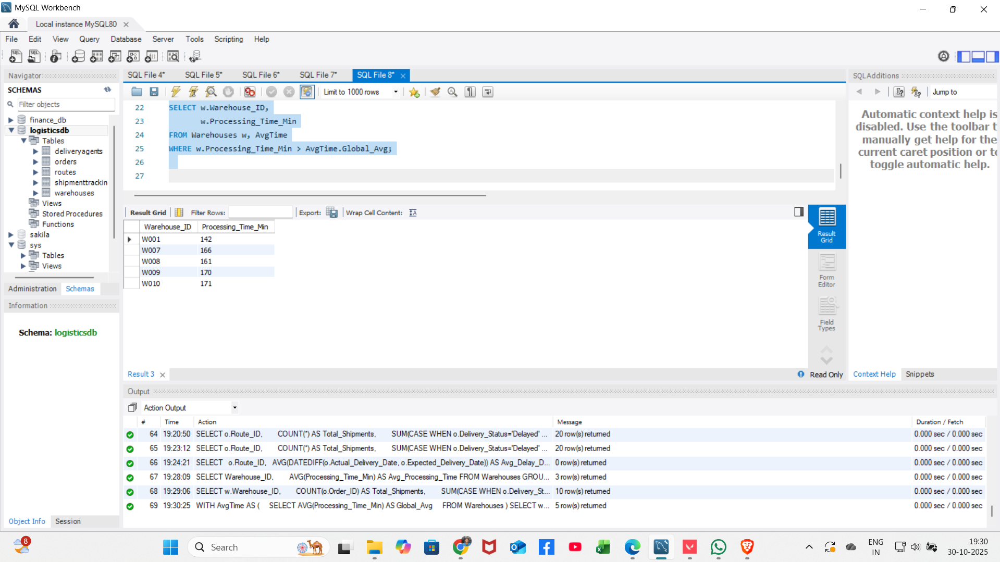 MySQL Workbench
Local instance MySQL80
File Edit View Query Database Server Tools Scripting Help
Navigator
SCHEMAS
Filter objects
finance_db
logisticsdb
Tables
deliveryagents
orders
routes
shipmenttrackin
warehouses
Views
Stored Procedures
Functions
sakila
sys
Tables
Views
Administration Schemas
Information
Schema: logisticsdb
Object Info Session
SQL File 4* SQL File 5* SQL File 6* SQL File 7* SQL File 8*
Limit to 1000 rows
22 SELECT w.Warehouse_ID,
23 w.Processing_Time_Min
24 FROM Warehouses w, AvgTime
25 WHERE w.Processing_Time_Min > AvgTime.Global_Avg;
26
27
Result Grid Filter Rows: Export: Wrap Cell Content:
Warehouse_ID Processing_Time_Min
W001 142
W007 166
W008 161
W009 170
W010 171
Result Grid
Form Editor
Field Types
Result 3 Read Only
SQLAdditions
Jump to
Automatic context help is
disabled. Use the toolbar t
manually get help for the
current caret position or to
toggle automatic help.
Context Help Snippets
Output
Action Output
# Time Action Message Duration / Fetch
64 19:20:50 SELECT o.Route_ID, COUNT(*) AS Total_Shipments, SUM(CASE WHEN o.Delivery_Status='Delayed' ... 20 row(s) returned 0.000 sec / 0.000 sec
65 19:23:12 SELECT o.Route_ID, COUNT(*) AS Total_Shipments, SUM(CASE WHEN o.Delivery_Status='Delayed' ... 20 row(s) returned 0.000 sec / 0.000 sec
66 19:24:21 SELECT o.Route_ID, AVG(DATEDIFF(o.Actual_Delivery_Date, o.Expected_Delivery_Date)) AS Avg_Delay_D... 0 row(s) returned 0.000 sec / 0.000 sec
67 19:28:09 SELECT Warehouse_ID, AVG(Processing_Time_Min) AS Avg_Processing_Time FROM Warehouses GROU... 3 row(s) returned 0.000 sec / 0.000 sec
68 19:29:06 SELECT w.Warehouse_ID, COUNT(o.Order_ID) AS Total_Shipments, SUM(CASE WHEN o.Delivery_St... 10 row(s) returned 0.000 sec / 0.000 sec
69 19:30:25 WITH AvgTime AS ( SELECT AVG(Processing_Time_Min) AS Global_Avg FROM Warehouses ) SELECT w... 5 row(s) returned 0.000 sec / 0.000 sec
8
Search
ENG
IN
19:30
30-10-2025